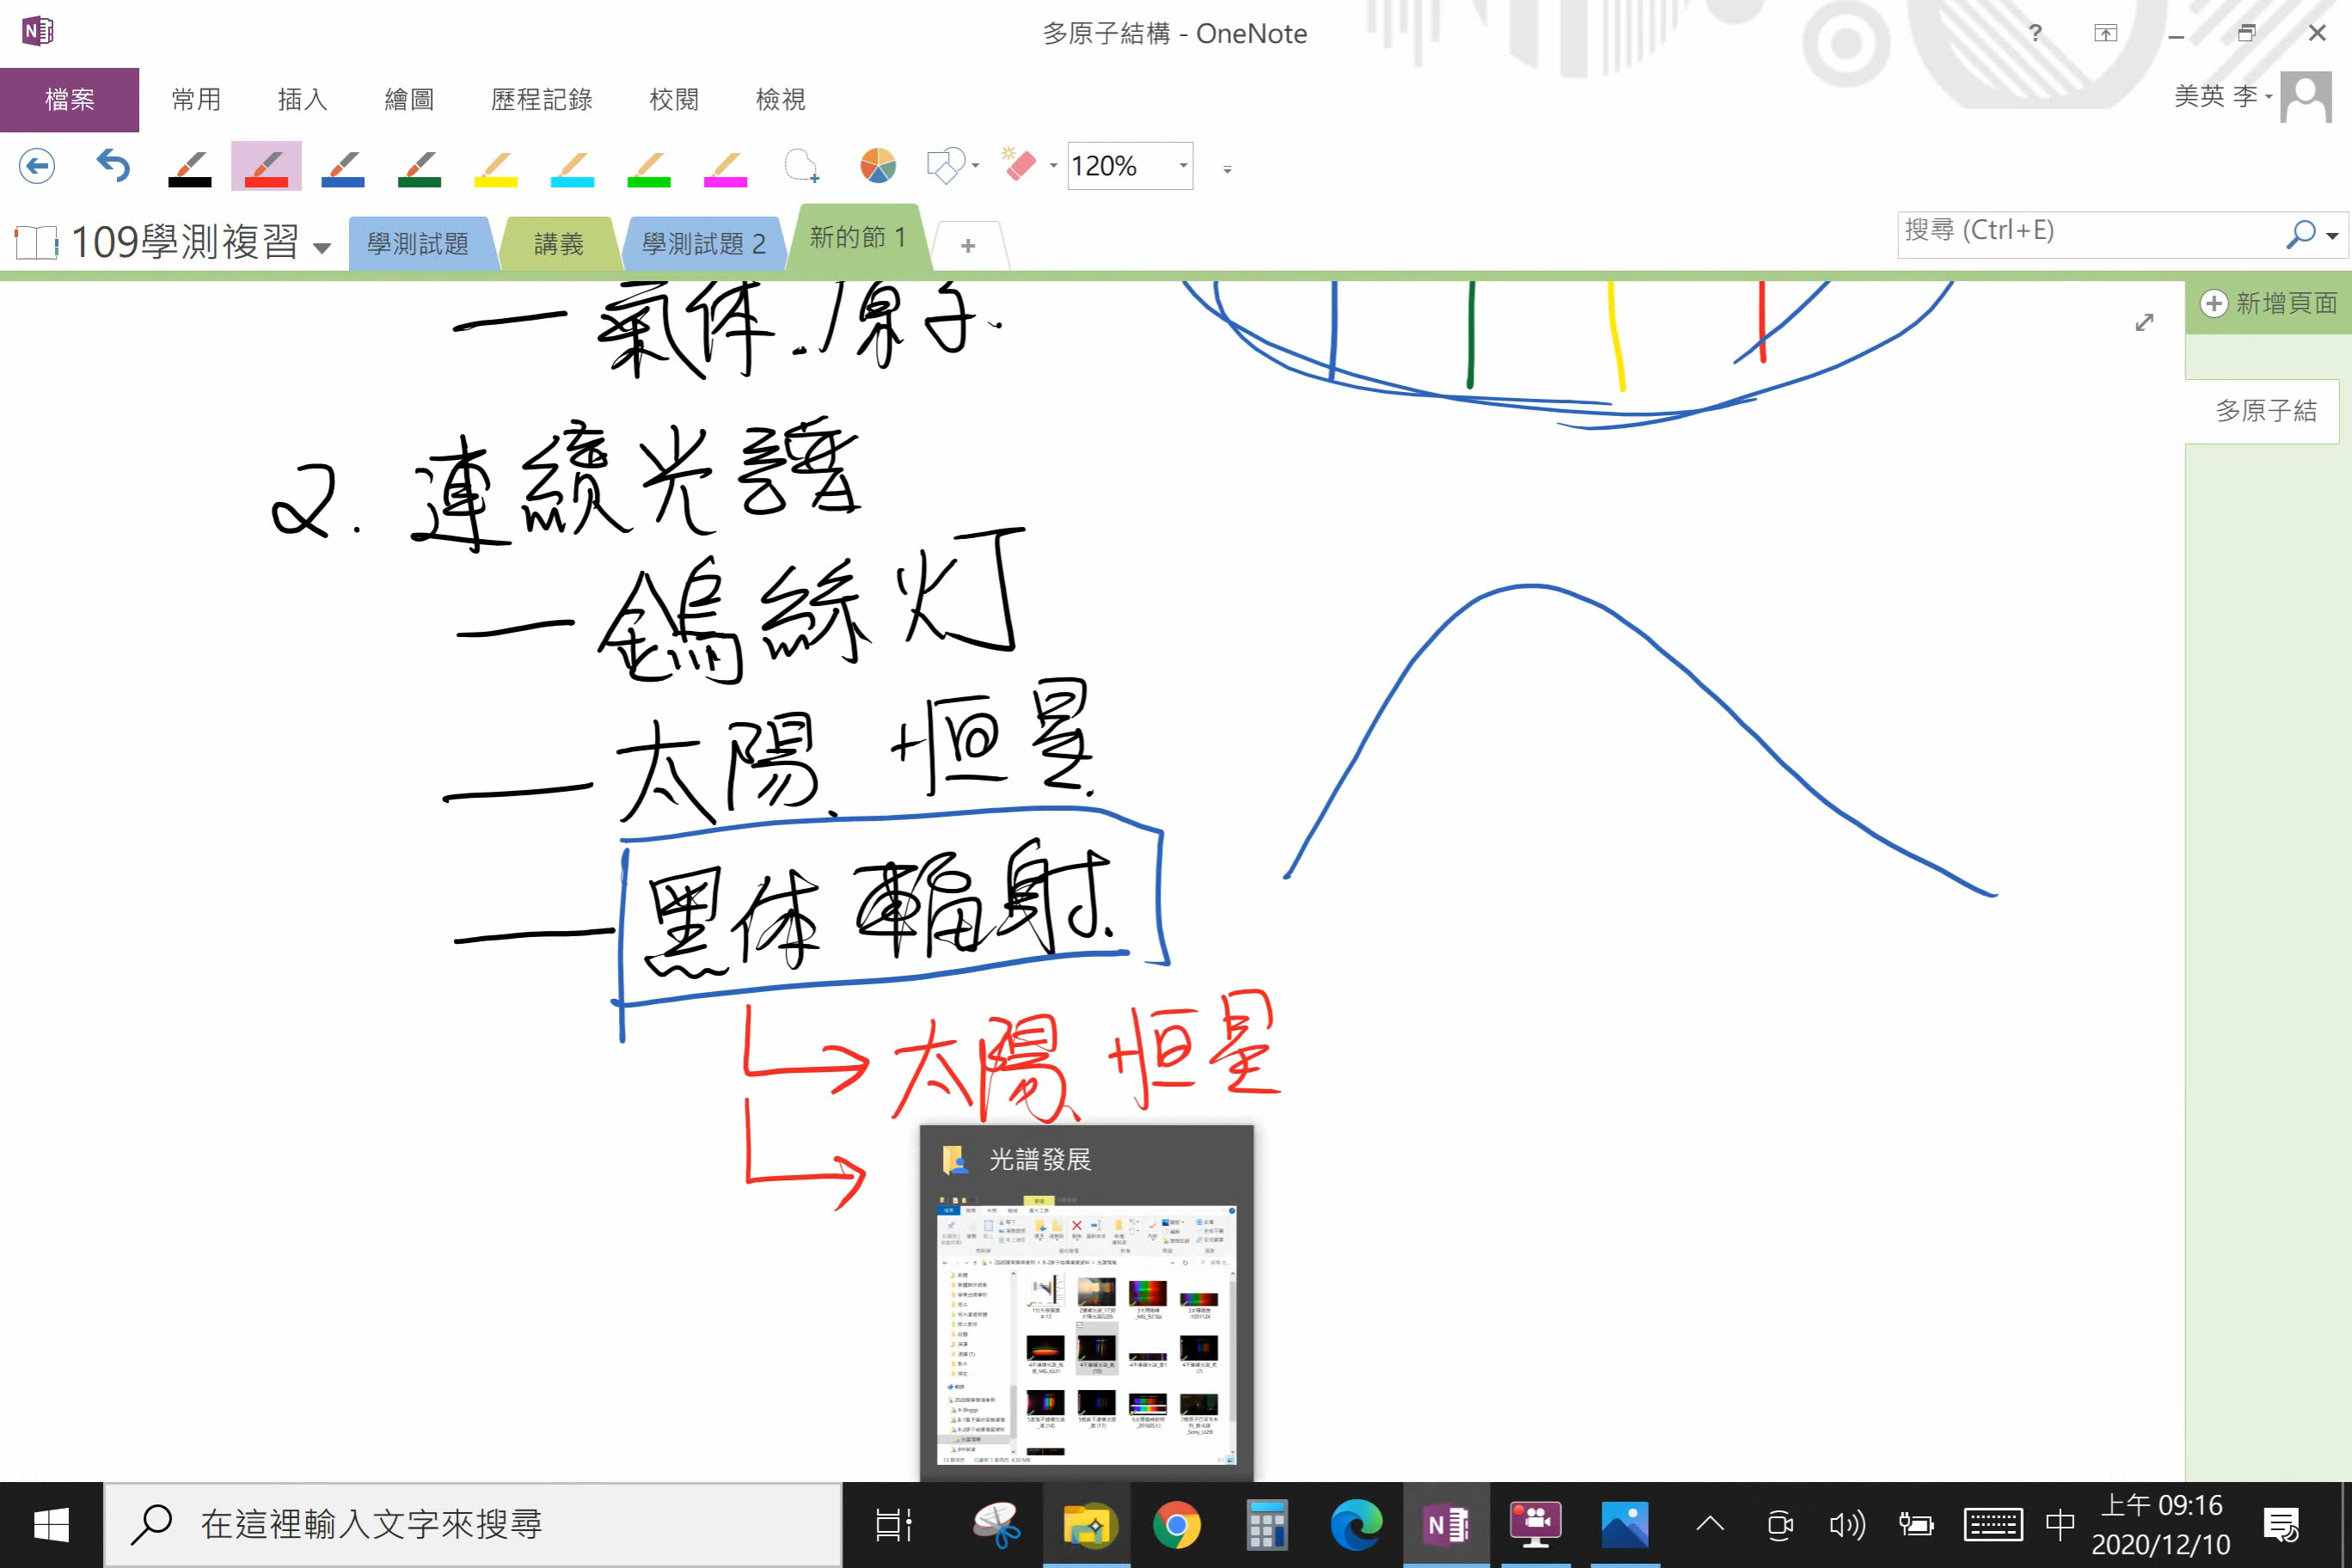 多原子結構 - OneNote
?
檔案 常用 插入 繪圖 歷程記錄 校閱 檢視
美英 李
120%
109學測複習 學測試題 講義 學測試題 2 新的節 1 +
搜尋 (Ctrl+E)
新增頁面
多原子結
一氣体.原子.
2. 連續光譜
一鎢絲灯
一太陽、恒星.
一黑体輻射.
太陽、恒星
光譜發展
在這裡輸入文字來搜尋
中
上午 09:16
2020/12/10